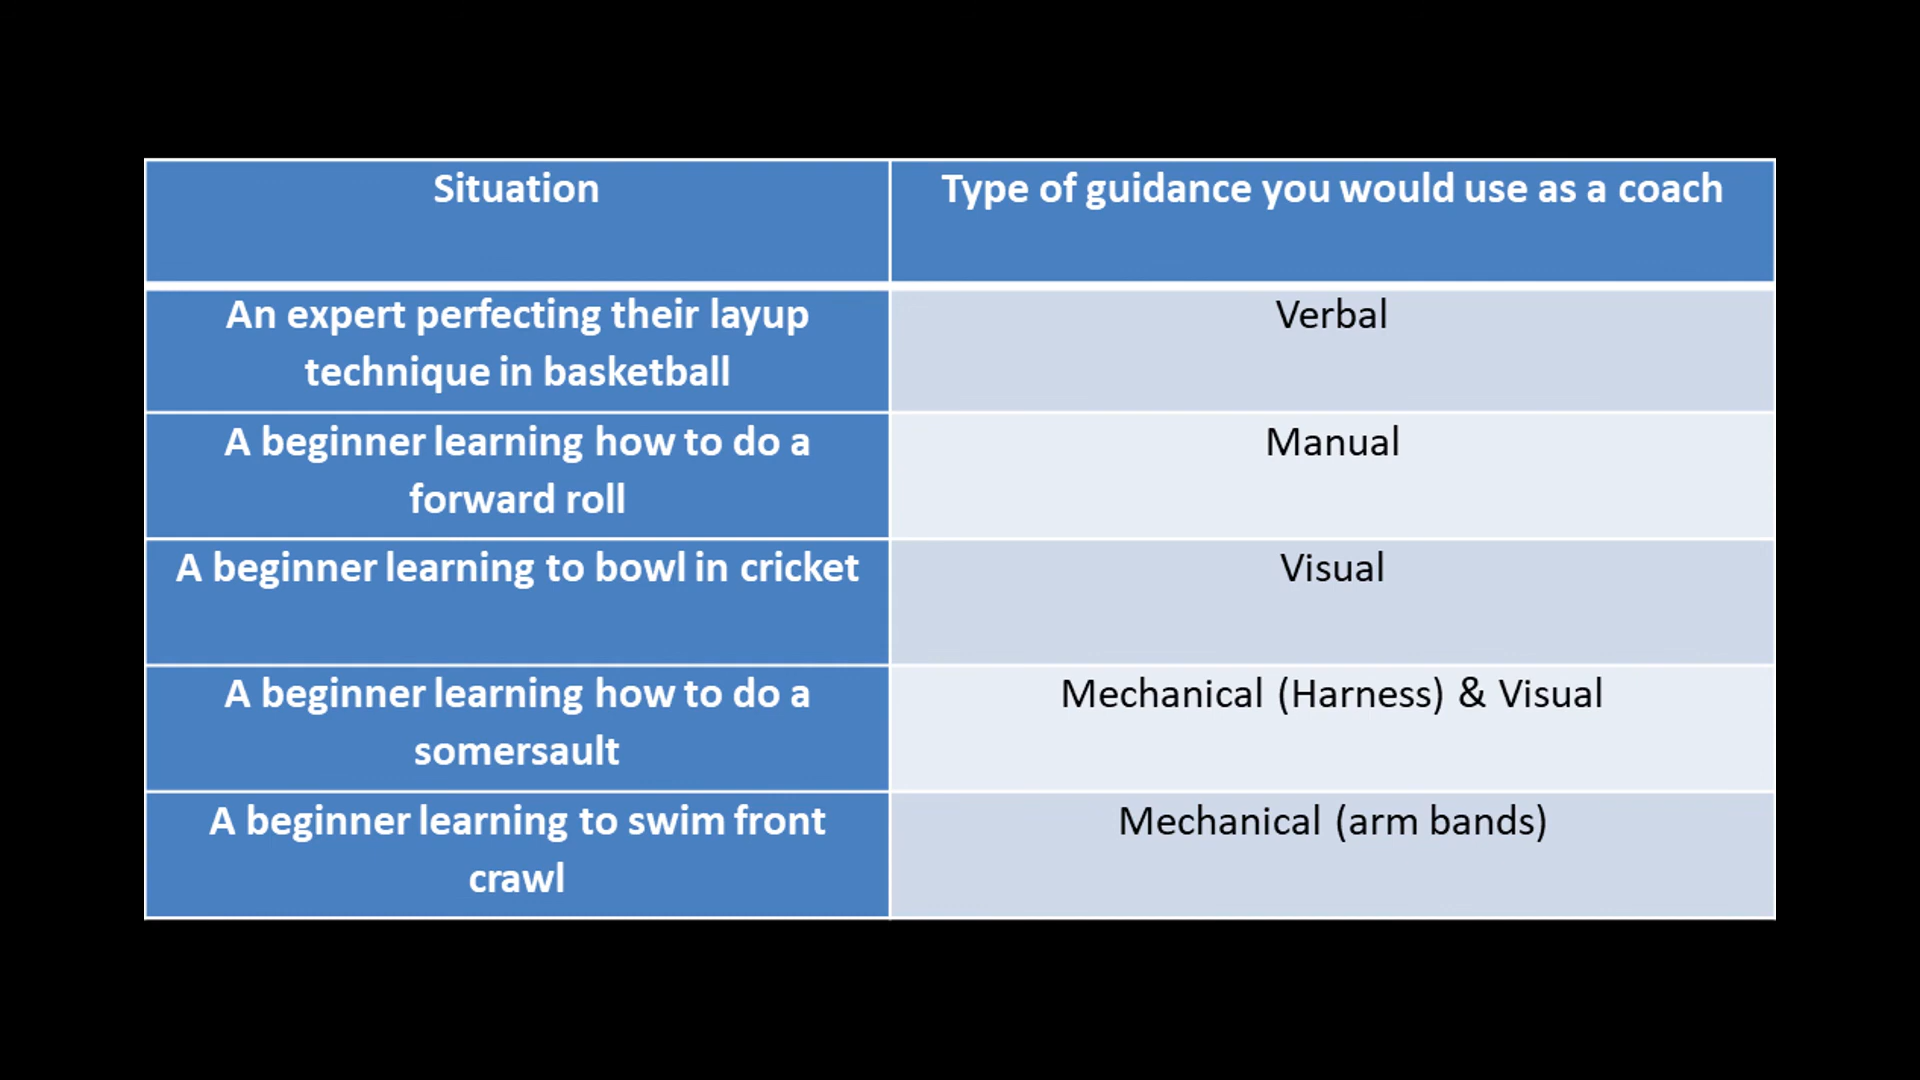 Situation
Type of guidance you would use as a coach
An expert perfecting their layup
technique in basketball
Verbal
A beginner learning how to do a
forward roll
Manual
A beginner learning to bowl in cricket
Visual
A beginner learning how to do a
somersault
Mechanical (Harness) & Visual
A beginner learning to swim front
crawl
Mechanical (arm bands)